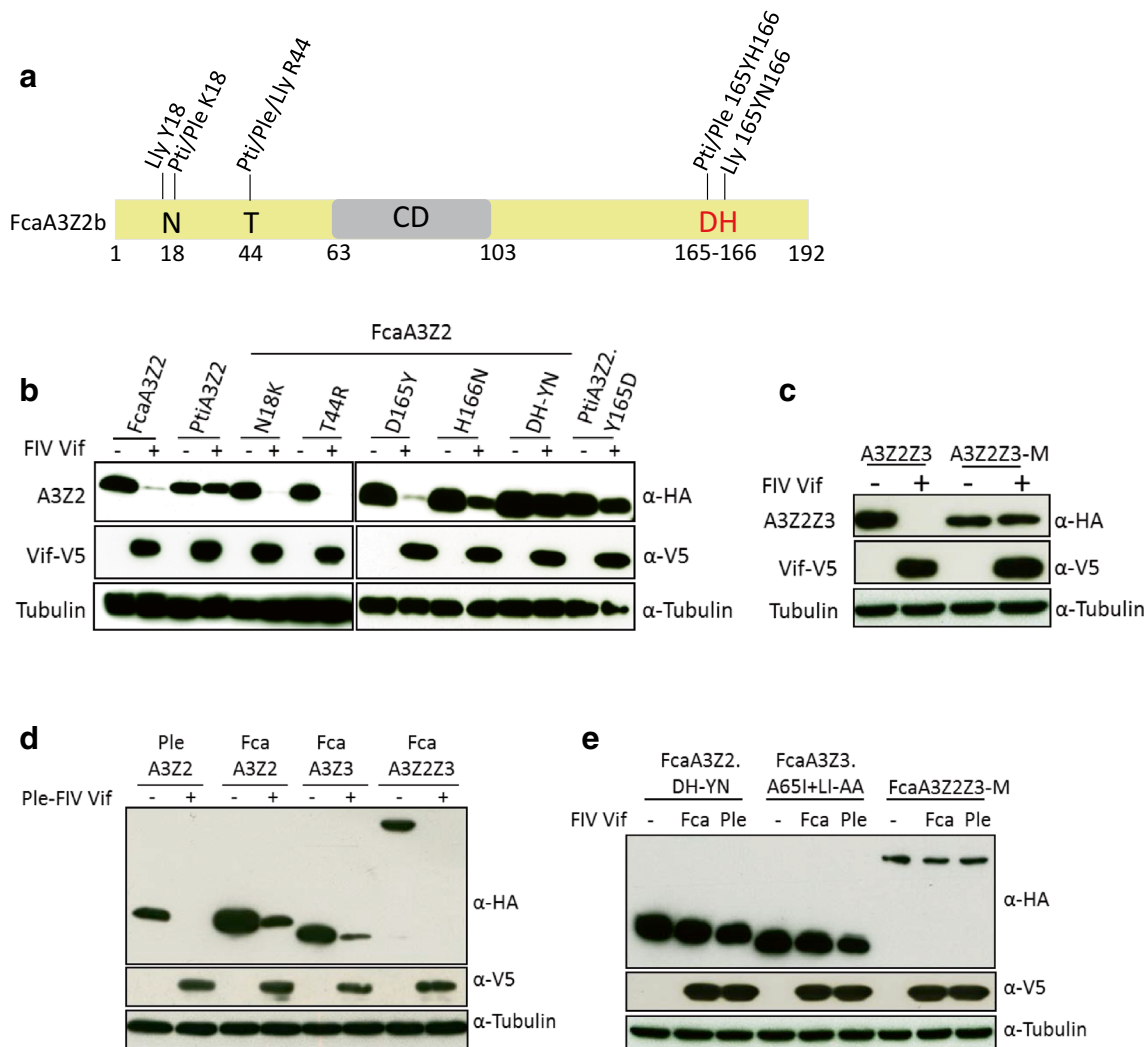 a
Lly Y18
Pti/Ple K18
Pti/Ple/Lly R44
Pti/Ple 165YH166
Lly 165YN166
FcaA3Z2b N T CD DH
1 18 44 63 103 165-166 192
b
FcaA3Z2
FcaA3Z2 PtiA3Z2 N18K T44R D165Y H166N DH-YN PtiA3Z2. Y165D
FIV Vif - + - + - + - + - + - + - + - +
A3Z2 α-HA
Vif-V5 α-V5
Tubulin α-Tubulin
c
A3Z2Z3 A3Z2Z3-M
FIV Vif - + - +
A3Z2Z3 α-HA
Vif-V5 α-V5
Tubulin α-Tubulin
d
Ple Fca Fca Fca
A3Z2 A3Z2 A3Z3 A3Z2Z3
Ple-FIV Vif - + - + - + - +
α-HA
α-V5
α-Tubulin
e
FcaA3Z2. FcaA3Z3.
DH-YN A65I+LI-AA FcaA3Z2Z3-M
FIV Vif - Fca Ple - Fca Ple - Fca Ple
α-HA
α-V5
α-Tubulin